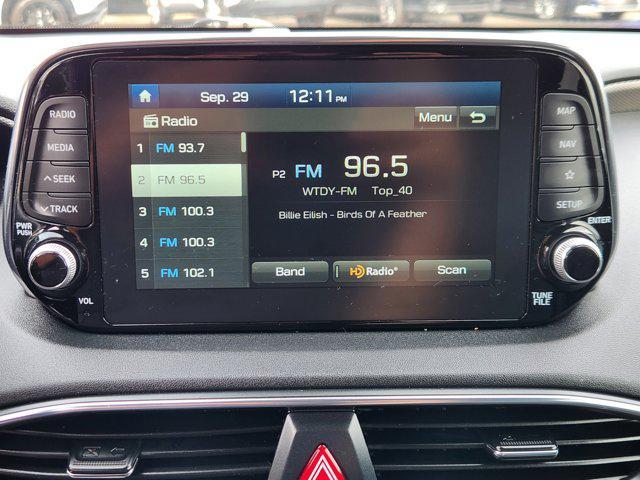 RADIO
MEDIA
SEEK
TRACK
PWR
PUSH
VOL
Sep. 29 12:11 PM
Radio
Menu
1 FM 93.7
2 FM 96.5
3 FM 100.3
4 FM 100.3
5 FM 102.1
P2 FM 96.5
WTDY-FM Top_40
Billie Eilish - Birds Of A Feather
Band
HD Radio®
Scan
MAP
NAV
SETUP
ENTER
TUNE
FILE